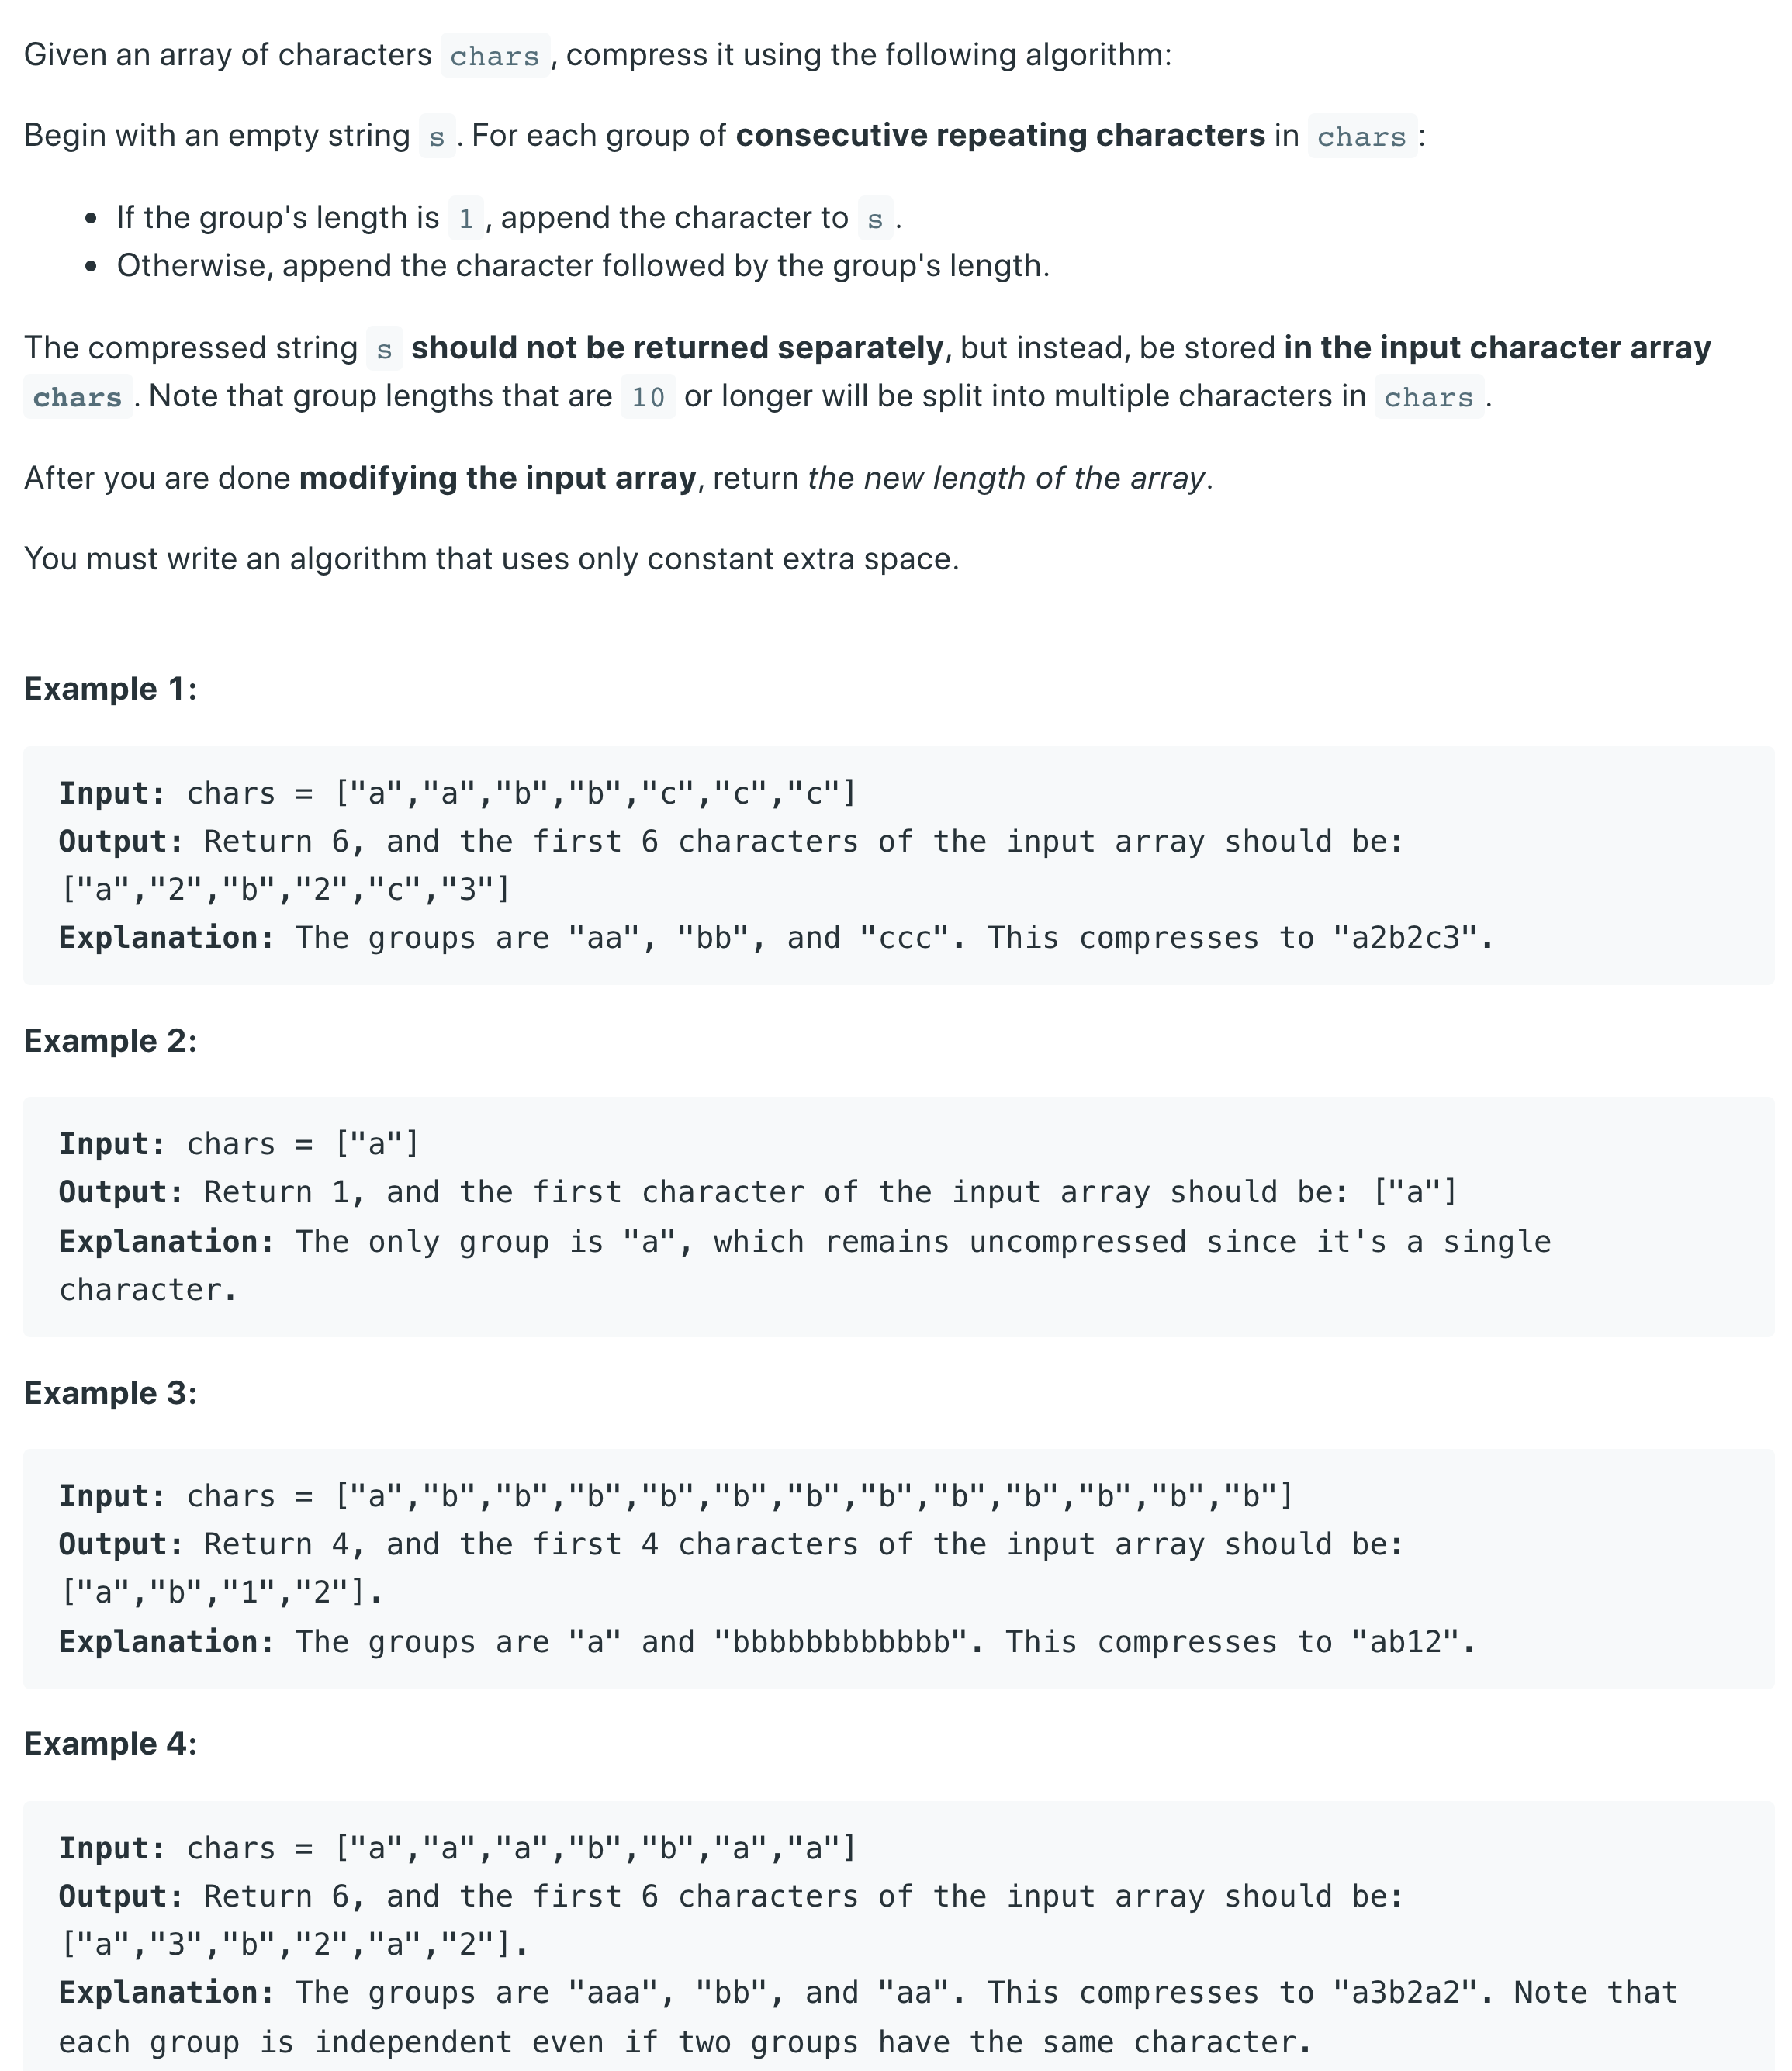 Given an array of characters chars, compress it using the following algorithm:
Begin with an empty string s. For each group of consecutive repeating characters in chars:
• If the group's length is 1, append the character to s.
• Otherwise, append the character followed by the group's length.
The compressed string s should not be returned separately, but instead, be stored in the input character array
chars. Note that group lengths that are 10 or longer will be split into multiple characters in chars.
After you are done modifying the input array, return the new length of the array.
You must write an algorithm that uses only constant extra space.
Example 1:
Input: chars = ["a","a","b","b","c","c","c"]
Output: Return 6, and the first 6 characters of the input array should be:
["a","2","b","2","c","3"]
Explanation: The groups are "aa", "bb", and "ccc". This compresses to "a2b2c3".
Example 2:
Input: chars = ["a"]
Output: Return 1, and the first character of the input array should be: ["a"]
Explanation: The only group is "a", which remains uncompressed since it's a single
character.
Example 3:
Input: chars = ["a","b","b","b","b","b","b","b","b","b","b","b","b"]
Output: Return 4, and the first 4 characters of the input array should be:
["a","b","1","2"].
Explanation: The groups are "a" and "bbbbbbbbbbbb". This compresses to "ab12".
Example 4:
Input: chars = ["a","a","a","b","b","a","a"]
Output: Return 6, and the first 6 characters of the input array should be:
["a","3","b","2","a","2"].
Explanation: The groups are "aaa", "bb", and "aa". This compresses to "a3b2a2". Note that
each group is independent even if two groups have the same character.